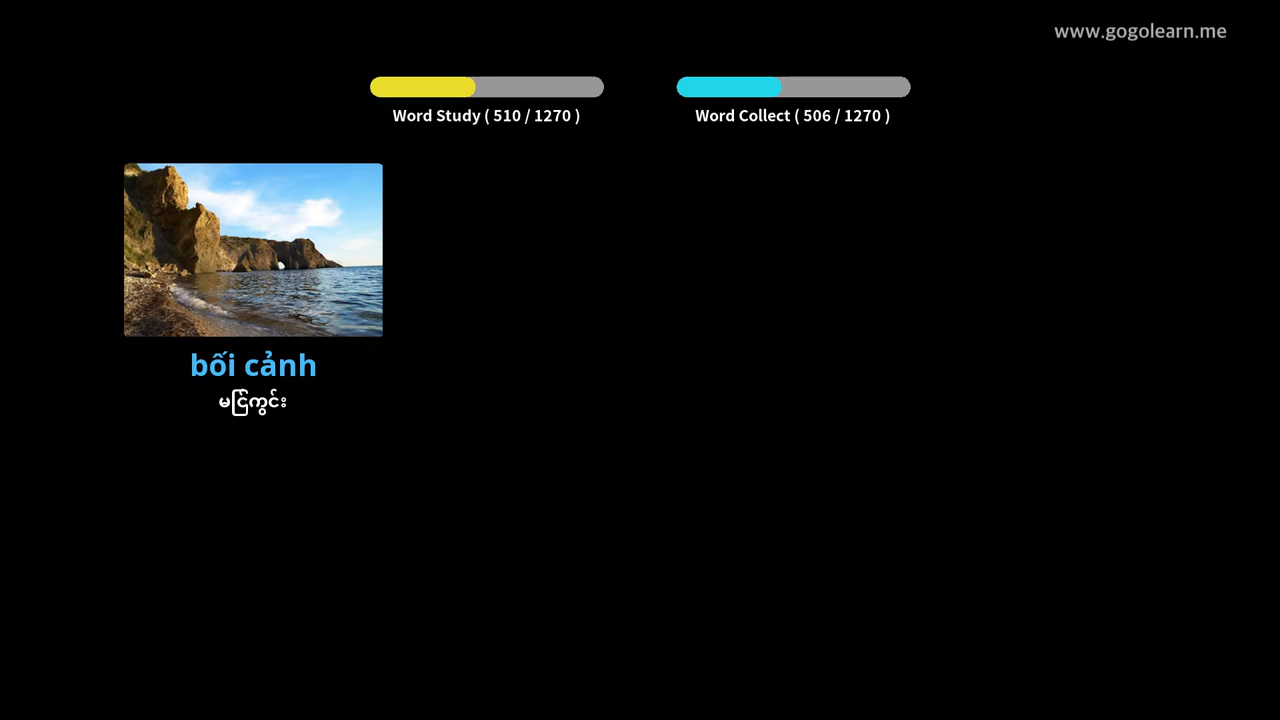 www.gogolearn.me
Word Study ( 510 / 1270 )
Word Collect ( 506 / 1270 )
bối cảnh
မငြ်ကွင်း